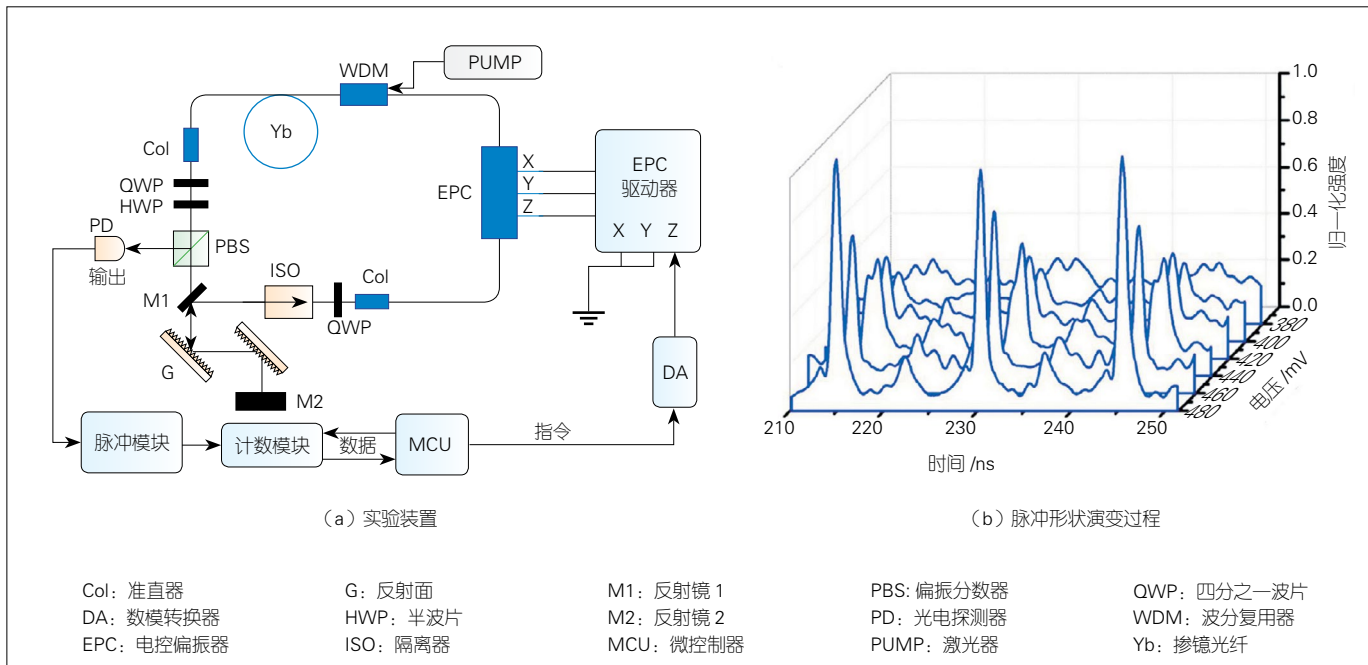 PUMP
WDM
Yb
Col
QWP
HWP
PD
PBS
输出
M1
ISO
Col
QWP
G
M2
EPC
X
Y
Z
EPC
驱动器
X Y Z
DA
脉冲模块
计数模块
数据
MCU
指令
(a)实验装置
1.0
0.8
0.6
0.4
0.2
0.0
归一化强度
380
400
420
440
460
480
电压/mV
210 220 230 240 250
时间/ns
(b)脉冲形状演变过程
Col:准直器 G:反射面 M1:反射镜1 PBS:偏振分数器 QWP:四分之一波片
DA:数模转换器 HWP:半波片 M2:反射镜2 PD:光电探测器 WDM:波分复用器
EPC:电控偏振器 ISO:隔离器 MCU:微控制器 PUMP:激光器 Yb:掺镱光纤